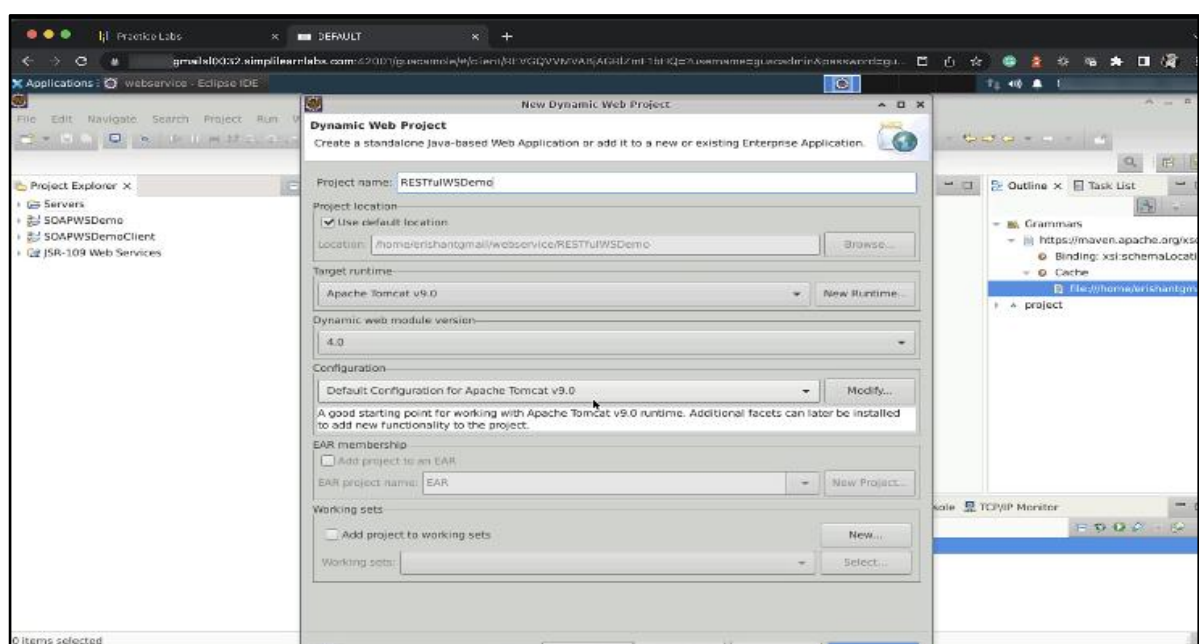 Practice Labs
DEFAULT
Applications : webservice - Eclipse IDE
New Dynamic Web Project
File Edit Navigate Search Project Run
Dynamic Web Project
Create a standalone Java-based Web Application or add it to a new or existing Enterprise Application.
Project Explorer
Project name: RESTfulWSDemo
Outline Task List
Servers
Project location
SOAPWSDemo
Use default location
Grammars
SOAPWSDemoClient
Location: /home/erishantgmail/webservice/RESTfulWSDemo Browse...
https://maven.apache.org/xs
JSR-109 Web Services
Binding: xsi:schemaLocati
Target runtime
Cache
Apache Tomcat v9.0 New Runtime...
file:///home/erishantgm
project
Dynamic web module version
4.0
Configuration
Default Configuration for Apache Tomcat v9.0 Modify...
A good starting point for working with Apache Tomcat v9.0 runtime. Additional facets can later be installed
to add new functionality to the project.
EAR membership
Add project to an EAR
EAR project name: EAR New Project...
Working sets
sole TCP/IP Monitor
Add project to working sets New...
Working sets: Select...
0 items selected